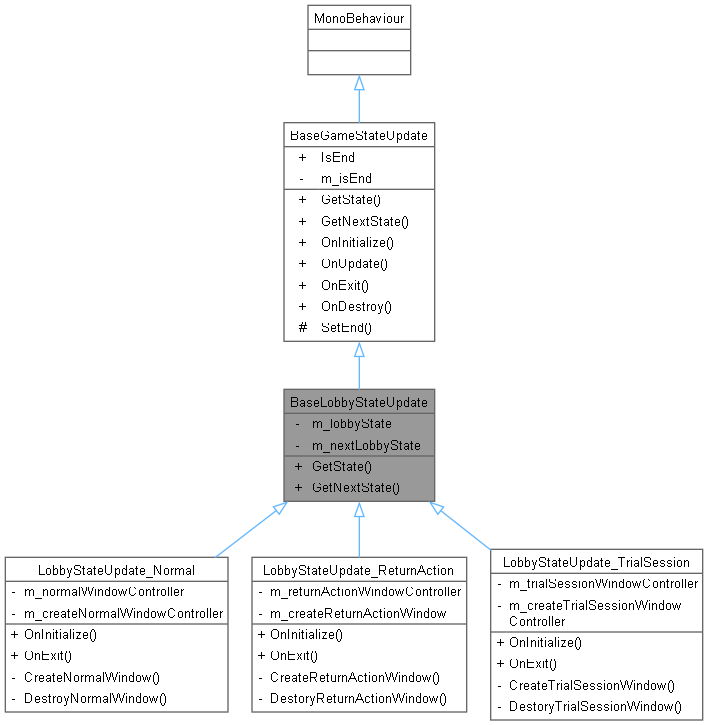 MonoBehaviour
BaseGameStateUpdate
+ IsEnd
- m_isEnd
+ GetState()
+ GetNextState()
+ OnInitialize()
+ OnUpdate()
+ OnExit()
+ OnDestroy()
# SetEnd()
BaseLobbyStateUpdate
- m_lobbyState
- m_nextLobbyState
+ GetState()
+ GetNextState()
LobbyStateUpdate_Normal
- m_normalWindowController
- m_createNormalWindowController
+ OnInitialize()
+ OnExit()
- CreateNormalWindow()
- DestroyNormalWindow()
LobbyStateUpdate_ReturnAction
- m_returnActionWindowController
- m_createReturnActionWindow
+ OnInitialize()
+ OnExit()
- CreateReturnActionWindow()
- DestoryReturnActionWindow()
LobbyStateUpdate_TrialSession
- m_trialSessionWindowController
- m_createTrialSessionWindow
Controller
+ OnInitialize()
+ OnExit()
- CreateTrialSessionWindow()
- DestoryTrialSessionWindow()